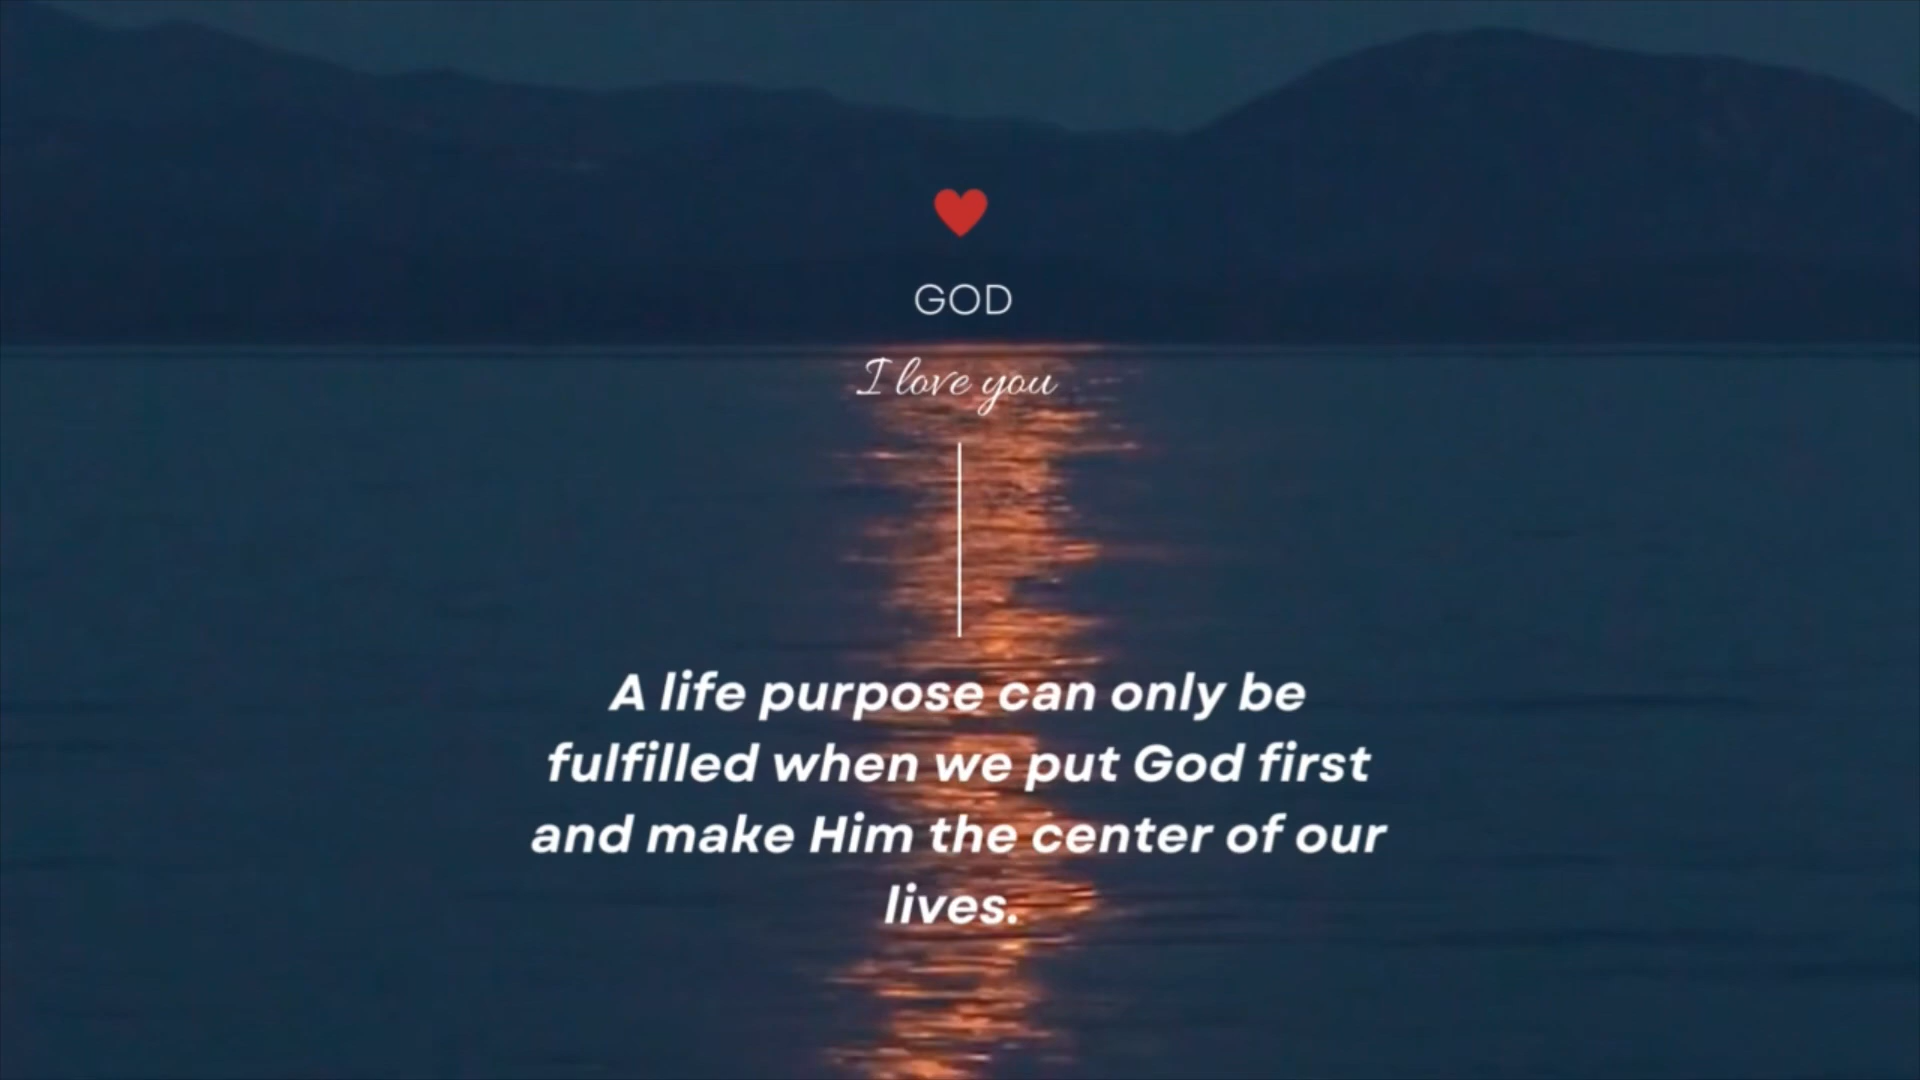 GOD
I love you
A life purpose can only be
fulfilled when we put God first
and make Him the center of our
lives.